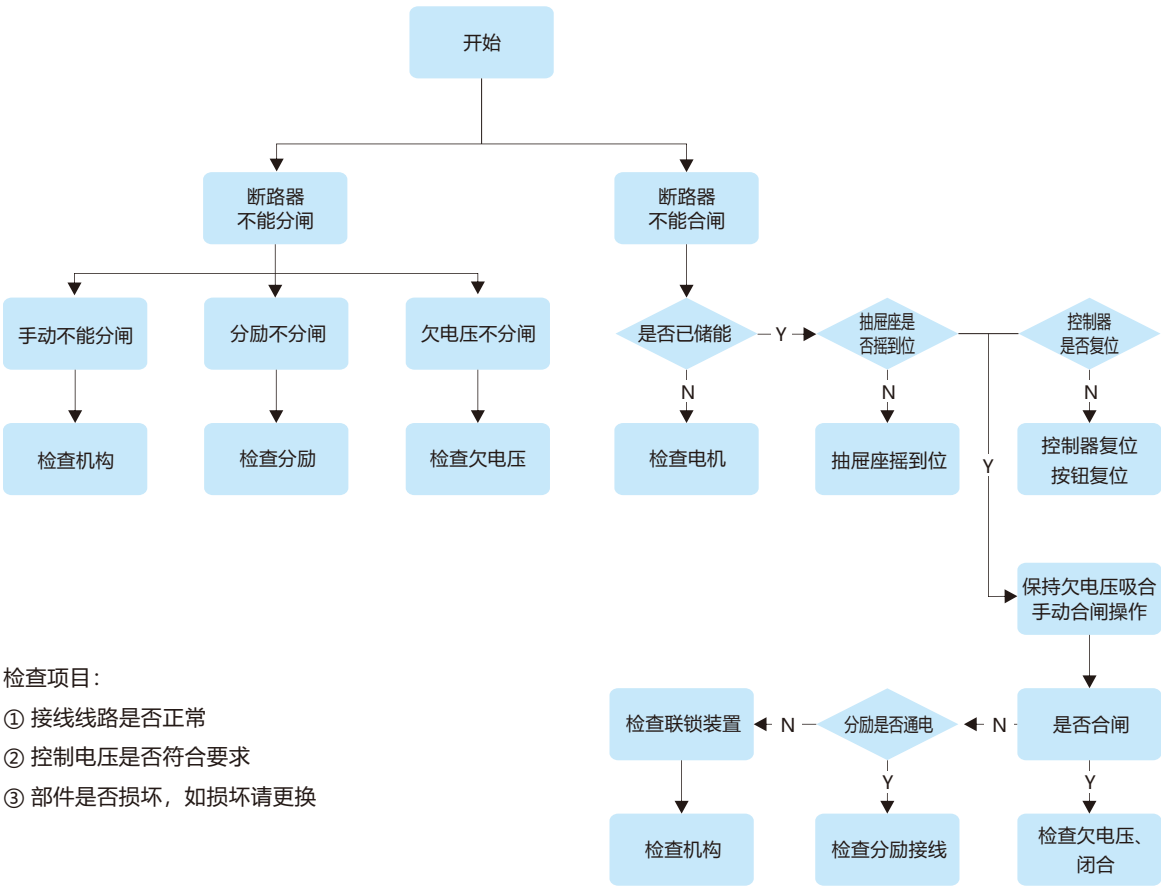 开始
断路器
不能分闸
断路器
不能合闸
手动不能分闸
分励不分闸
欠电压不分闸
是否已储能
Y
抽屉座是
否摇到位
控制器
是否复位
N
N
N
检查机构
检查分励
检查欠电压
检查电机
抽屉座摇到位
Y
控制器复位
按钮复位
保持欠电压吸合
手动合闸操作
检查项目：
① 接线线路是否正常
② 控制电压是否符合要求
③ 部件是否损坏，如损坏请更换
检查联锁装置
N
分励是否通电
N
是否合闸
Y
Y
检查机构
检查分励接线
检查欠电压、
闭合